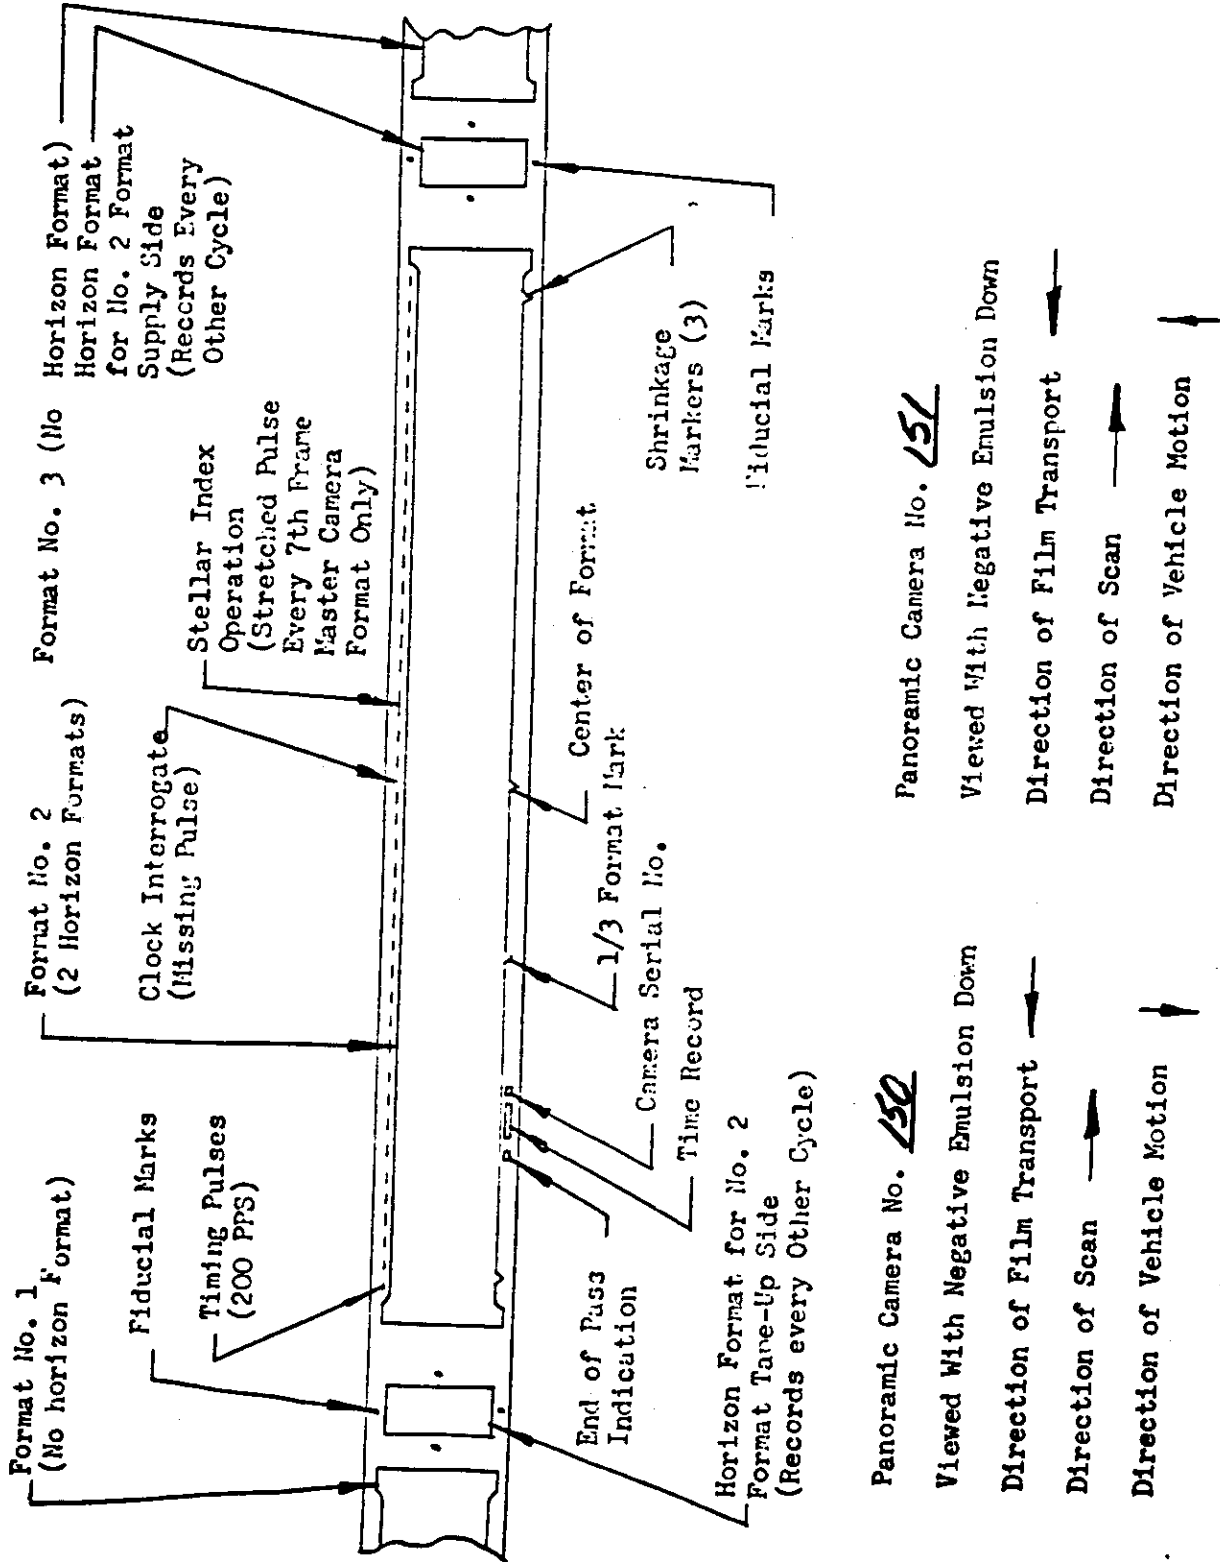 Format No. 1
(No horizon Format)
Fiducial Marks
Timing Pulses
(200 PPS)
Format No. 2
(2 Horizon Formats)
Clock Interrogate
(Missing Pulse)
Format No. 3 (No Horizon Format)
Stellar Index
Operation
(Stretched Pulse
Every 7th Frame
Master Camera
Format Only)
Horizon Format
for No. 2 Format
Supply Side
(Records Every
Other Cycle)
End of Pass
Indication
Horizon Format for No. 2
Format Take-Up Side
(Records every Other Cycle)
Time Record
Camera Serial No.
1/3 Format Mark
Center of Format
Shrinkage
Markers (3)
Fiducial Marks
Panoramic Camera No. 150
Viewed With Negative Emulsion Down
Direction of Film Transport
Direction of Scan
Direction of Vehicle Motion
Panoramic Camera No. 151
Viewed With Negative Emulsion Down
Direction of Film Transport
Direction of Scan
Direction of Vehicle Motion